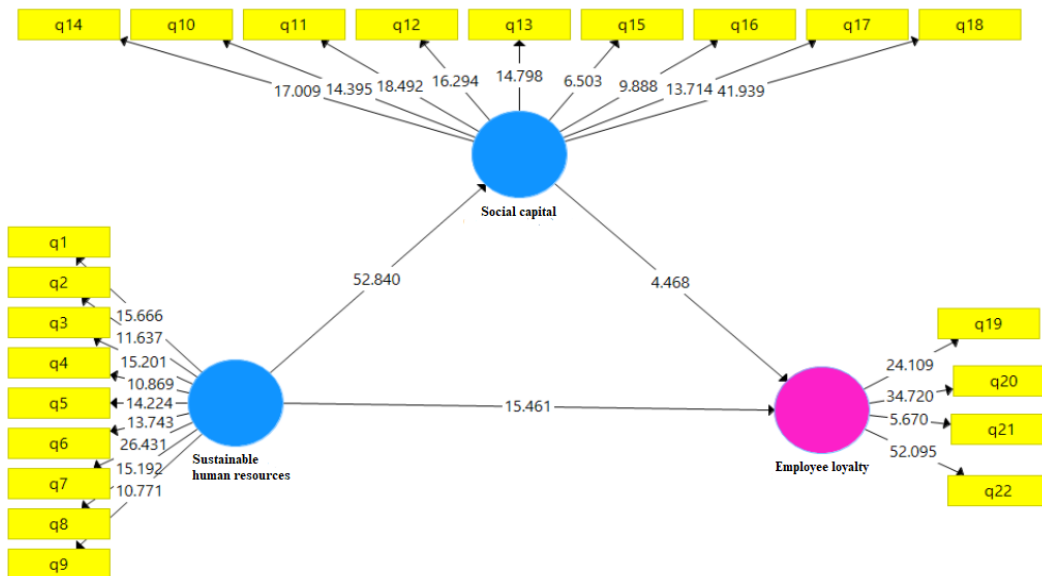 q14
q10
q11
q12
q13
q15
q16
q17
q18
17.009
14.395
18.492
16.294
14.798
6.503
9.888
13.714
41.939
Social capital
52.840
4.468
q1
q2
q3
q4
q5
q6
q7
q8
q9
15.666
11.637
15.201
10.869
14.224
13.743
26.431
15.192
10.771
Sustainable
human resources
15.461
Employee loyalty
24.109
34.720
5.670
52.095
q19
q20
q21
q22